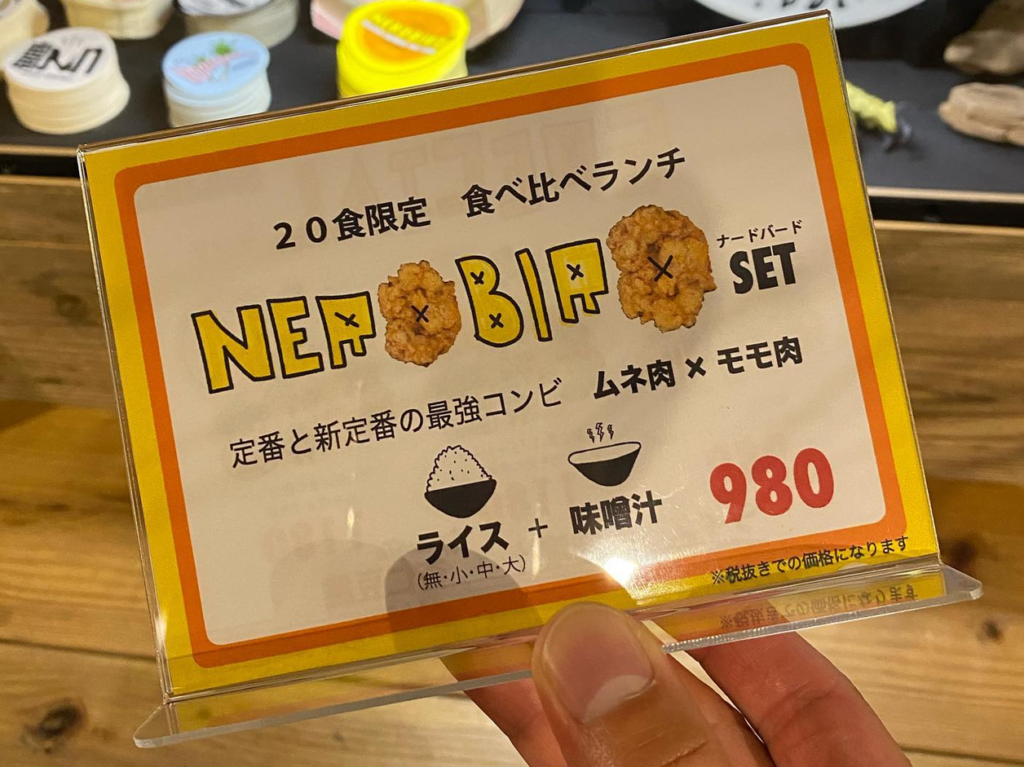 20食限定 食べ比べランチ
NERDBIRD SET
ナードバード
定番と新定番の最強コンビ ムネ肉×モモ肉
ライス + 味噌汁 980
(無・小・中・大)
※税抜きでの価格になります